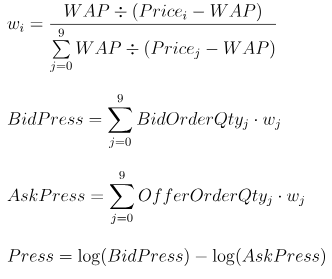 w_i = \frac{WAP \div (Price_i - WAP)}{\sum_{j=0}^{9} WAP \div (Price_j - WAP)}
BidPress = \sum_{j=0}^{9} BidOrderQty_j \cdot w_j
AskPress = \sum_{j=0}^{9} OfferOrderQty_j \cdot w_j
Press = \log(BidPress) - \log(AskPress)